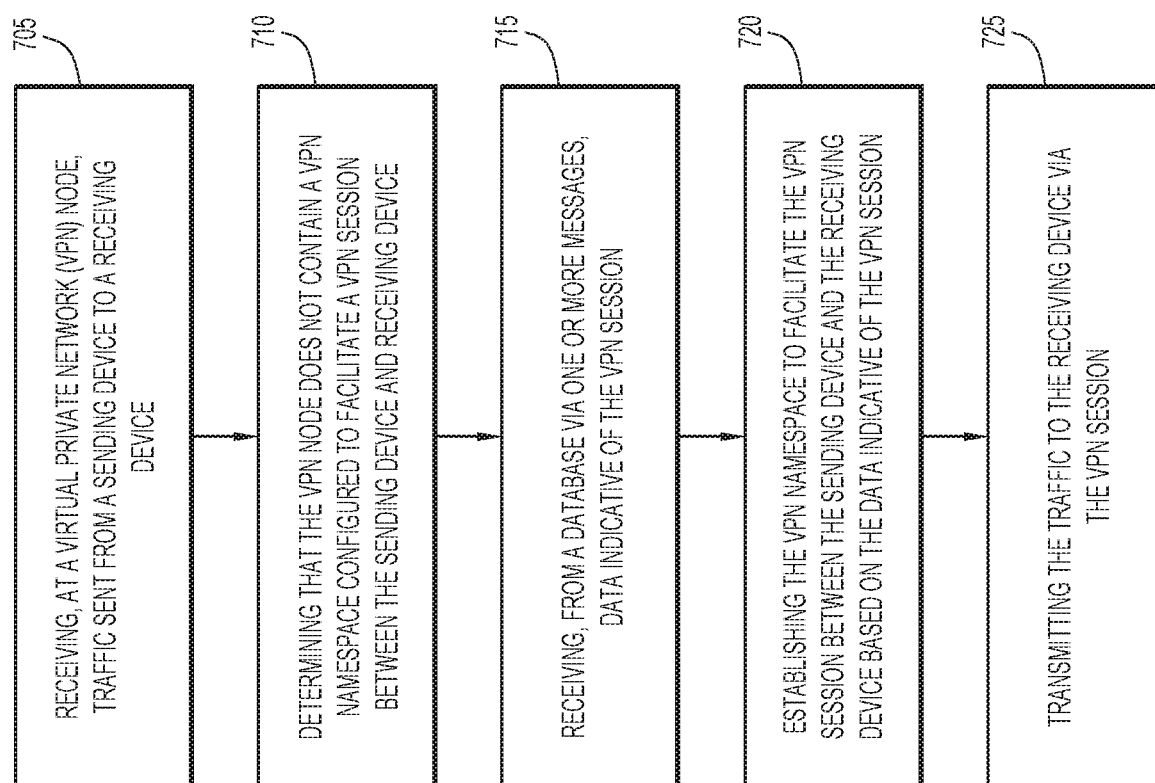 705
RECEIVING, AT A VIRTUAL PRIVATE NETWORK (VPN) NODE,
TRAFFIC SENT FROM A SENDING DEVICE TO A RECEIVING
DEVICE
710
DETERMINING THAT THE VPN NODE DOES NOT CONTAIN A VPN
NAMESPACE CONFIGURED TO FACILITATE A VPN SESSION
BETWEEN THE SENDING DEVICE AND RECEIVING DEVICE
715
RECEIVING, FROM A DATABASE VIA ONE OR MORE MESSAGES,
DATA INDICATIVE OF THE VPN SESSION
720
ESTABLISHING THE VPN NAMESPACE TO FACILITATE THE VPN
SESSION BETWEEN THE SENDING DEVICE AND THE RECEIVING
DEVICE BASED ON THE DATA INDICATIVE OF THE VPN SESSION
725
TRANSMITTING THE TRAFFIC TO THE RECEIVING DEVICE VIA
THE VPN SESSION